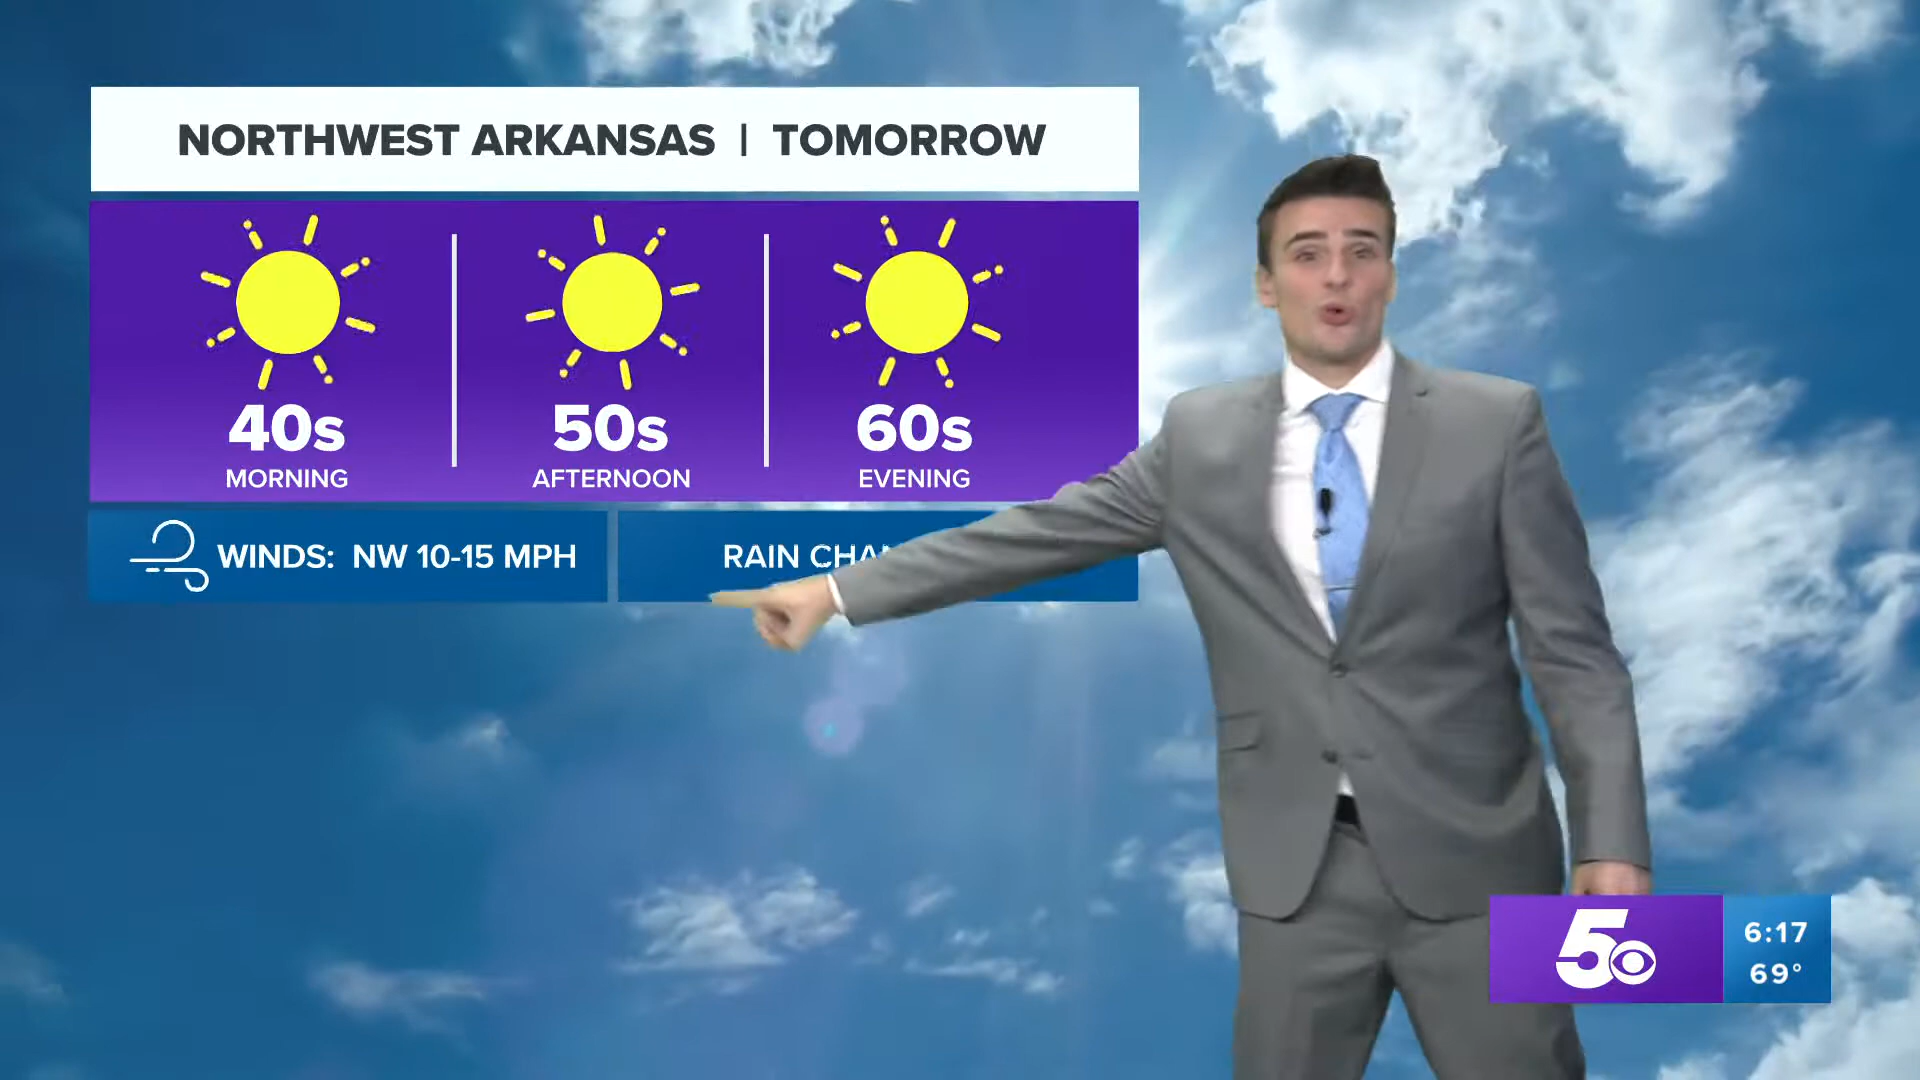 NORTHWEST ARKANSAS | TOMORROW
40s
MORNING
50s
AFTERNOON
60s
EVENING
WINDS: NW 10-15 MPH
RAIN
5
6:17
69°